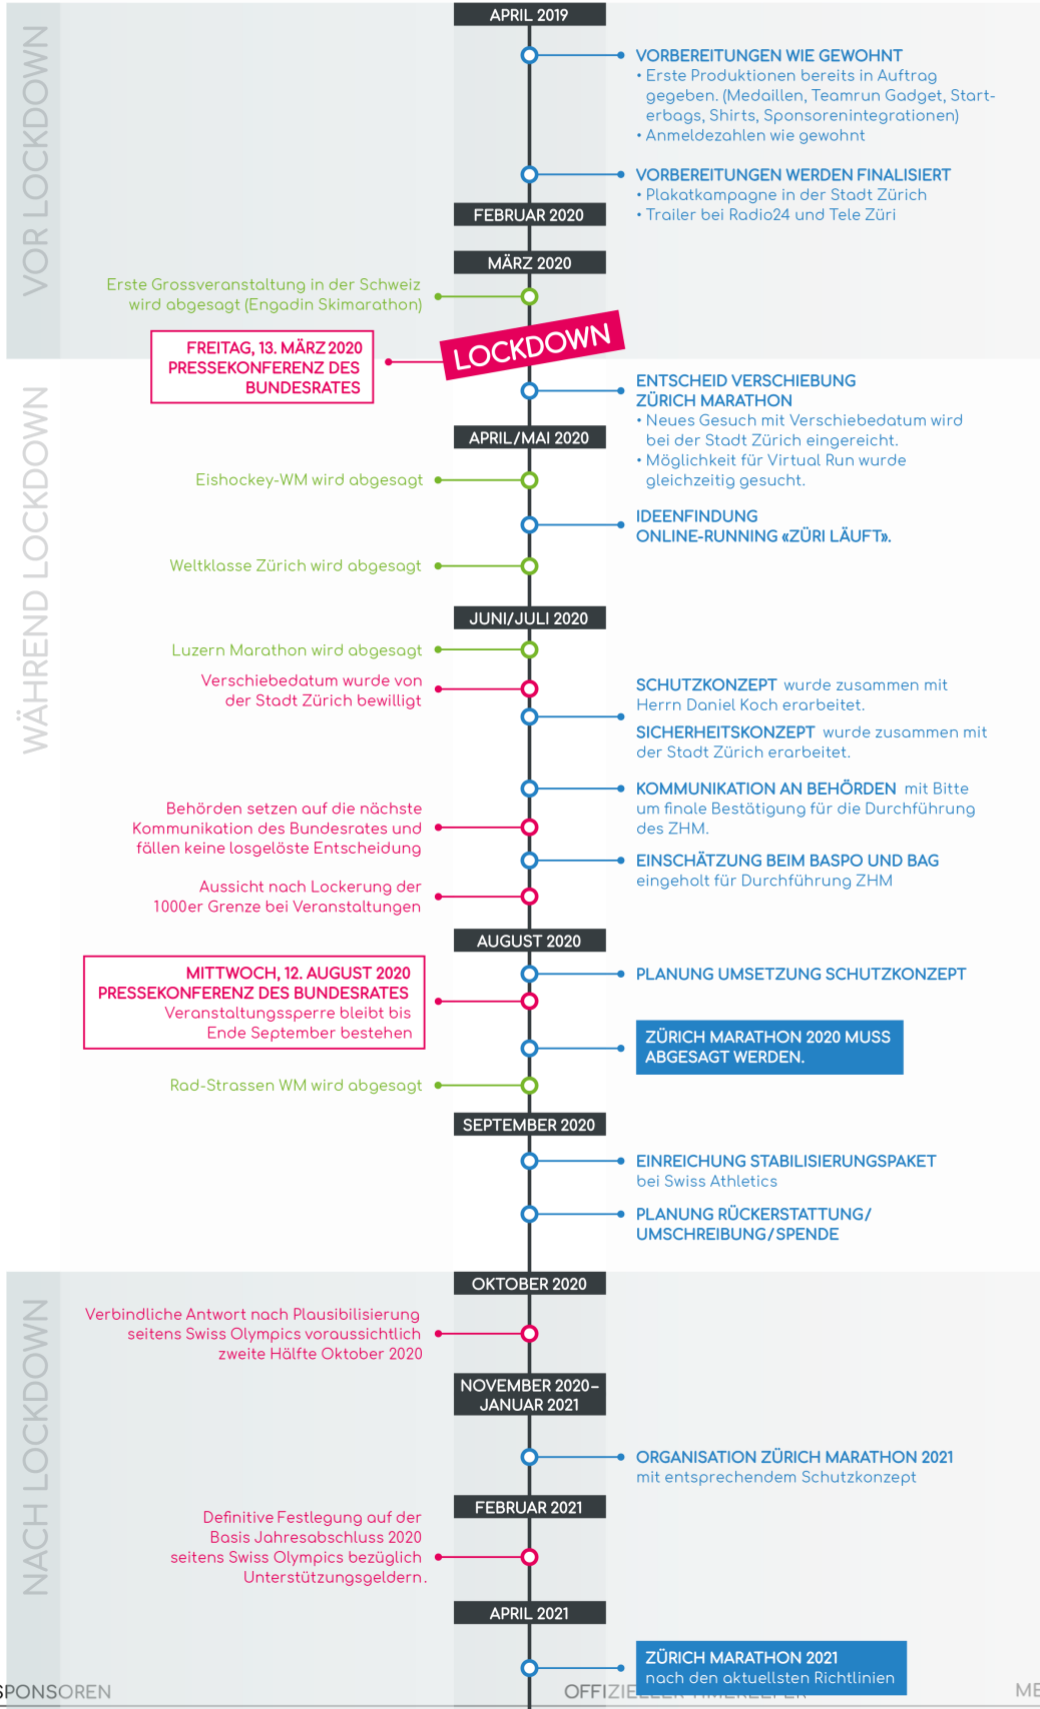 APRIL 2019
VOR LOCKDOWN
VORBEREITUNGEN WIE GEWOHNT
• Erste Produktionen bereits in Auftrag
gegeben. (Medaillen, Teamrun Gadget, Start-
erbags, Shirts, Sponsorenintegrationen)
• Anmeldezahlen wie gewohnt
VORBEREITUNGEN WERDEN FINALISIERT
• Plakatkampagne in der Stadt Zürich
• Trailer bei Radio24 und Tele Züri
FEBRUAR 2020
MÄRZ 2020
Erste Grossveranstaltung in der Schweiz
wird abgesagt (Engadin Skimarathon)
LOCKDOWN
FREITAG, 13. MÄRZ 2020
PRESSEKONFERENZ DES
BUNDESRATES
WÄHREND LOCKDOWN
ENTSCHEID VERSCHIEBUNG
ZÜRICH MARATHON
• Neues Gesuch mit Verschiebedatum wird
bei der Stadt Zürich eingereicht.
• Möglichkeit für Virtual Run wurde
gleichzeitig gesucht.
APRIL/MAI 2020
Eishockey-WM wird abgesagt
IDEENFINDUNG
ONLINE-RUNNING «ZÜRI LÄUFT».
Weltklasse Zürich wird abgesagt
JUNI/JULI 2020
Luzern Marathon wird abgesagt
Verschiebedatum wurde von
der Stadt Zürich bewilligt
SCHUTZKONZEPT wurde zusammen mit
Herrn Daniel Koch erarbeitet.
SICHERHEITSKONZEPT wurde zusammen mit
der Stadt Zürich erarbeitet.
KOMMUNIKATION AN BEHÖRDEN mit Bitte
um finale Bestätigung für die Durchführung
des ZHM.
Behörden setzen auf die nächste
Kommunikation des Bundesrates und
fällen keine losgelöste Entscheidung
EINSCHÄTZUNG BEIM BASPO UND BAG
eingeholt für Durchführung ZHM
Aussicht nach Lockerung der
1000er Grenze bei Veranstaltungen
AUGUST 2020
PLANUNG UMSETZUNG SCHUTZKONZEPT
MITTWOCH, 12. AUGUST 2020
PRESSEKONFERENZ DES BUNDESRATES
Veranstaltungssperre bleibt bis
Ende September bestehen
ZÜRICH MARATHON 2020 MUSS
ABGESAGT WERDEN.
Rad-Strassen WM wird abgesagt
SEPTEMBER 2020
EINREICHUNG STABILISIERUNGSPAKET
bei Swiss Athletics
PLANUNG RÜCKERSTATTUNG/
UMSCHREIBUNG/SPENDE
OKTOBER 2020
NACH LOCKDOWN
Verbindliche Antwort nach Plausibilisierung
seitens Swiss Olympics voraussichtlich
zweite Hälfte Oktober 2020
NOVEMBER 2020–
JANUAR 2021
ORGANISATION ZÜRICH MARATHON 2021
mit entsprechendem Schutzkonzept
FEBRUAR 2021
Definitive Festlegung auf der
Basis Jahresabschluss 2020
seitens Swiss Olympics bezüglich
Unterstützungsgeldern.
APRIL 2021
ZÜRICH MARATHON 2021
nach den aktuellsten Richtlinien
SPONSOREN